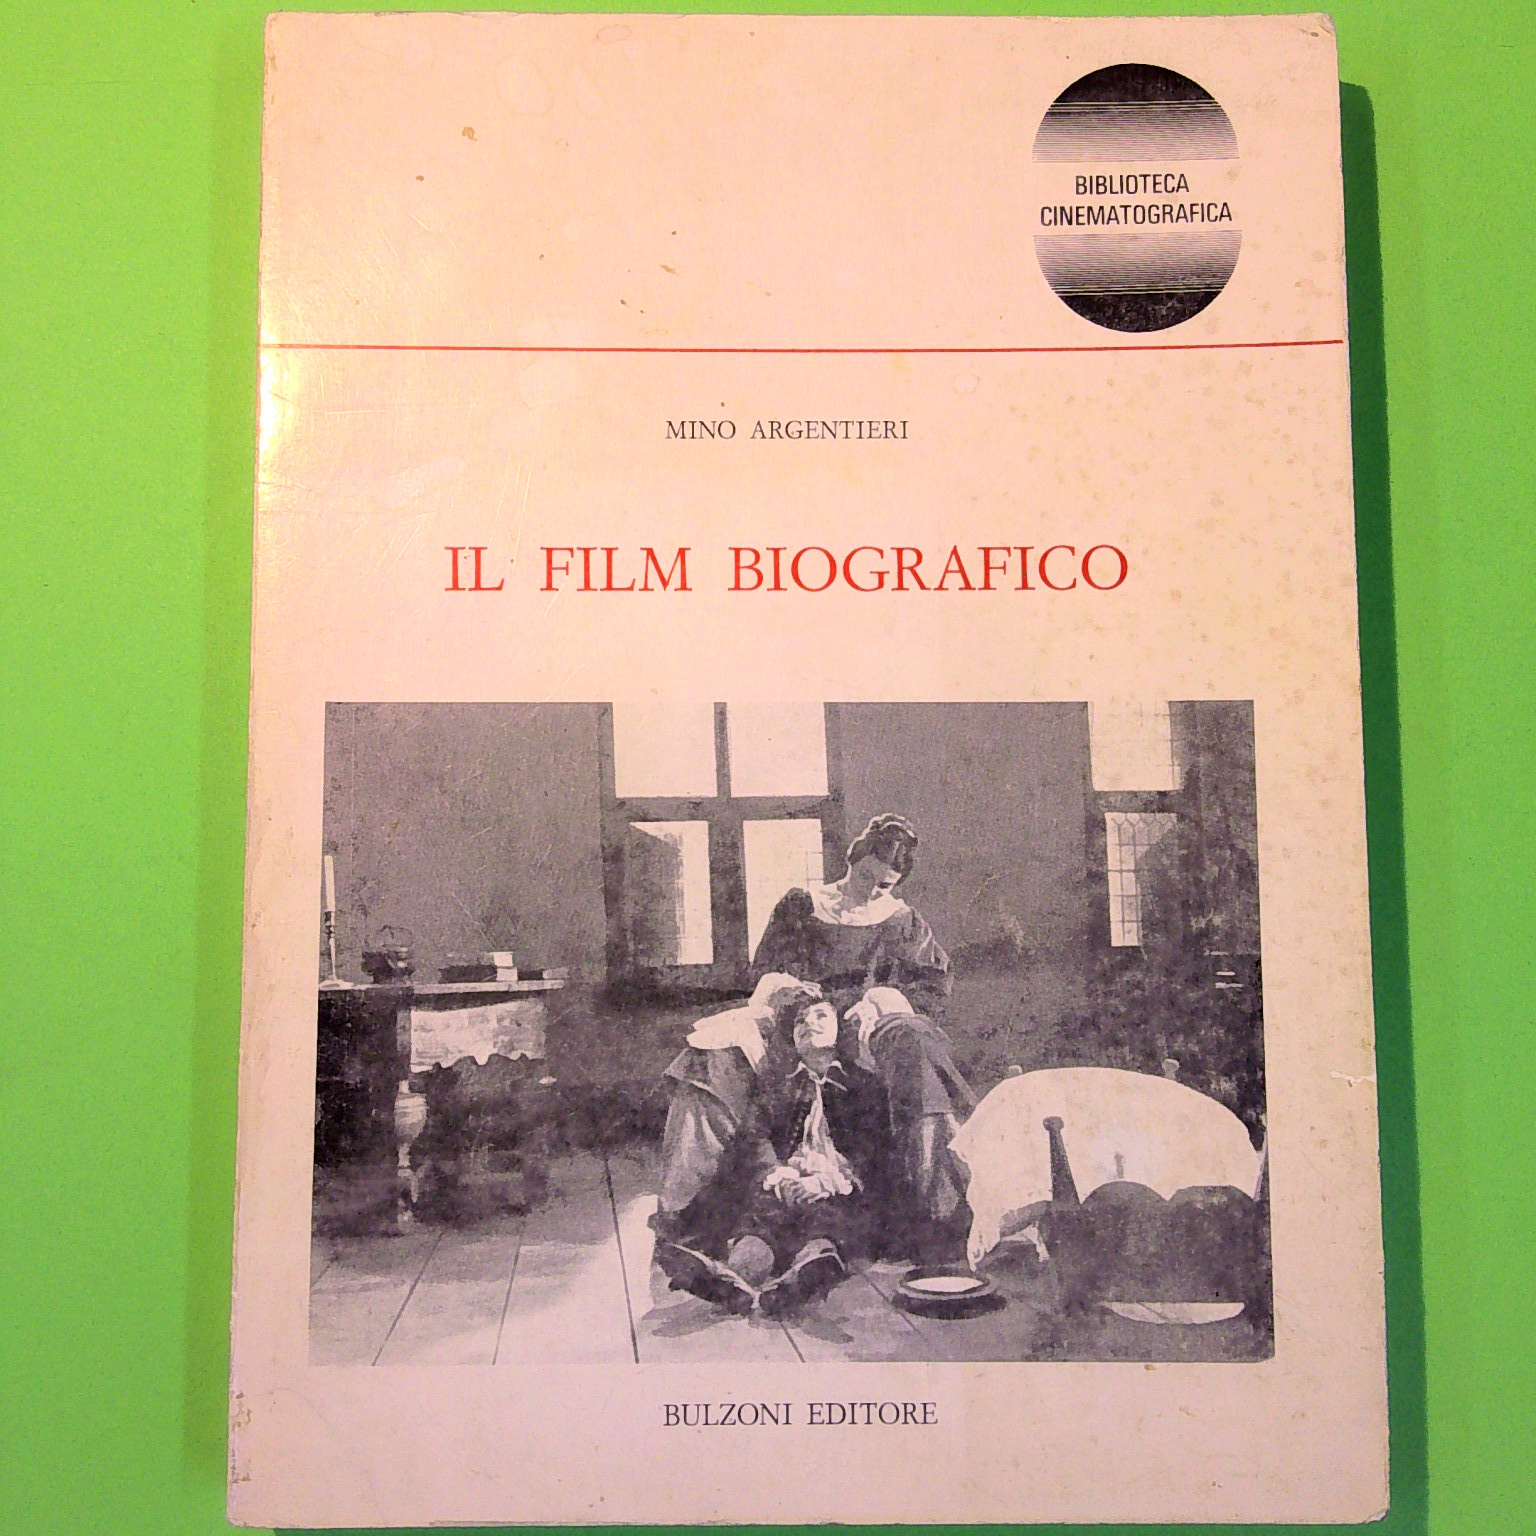 BIBLIOTECA
CINEMATOGRAFICA
MINO ARGENTIERI
IL FILM BIOGRAFICO
BULZONI EDITORE